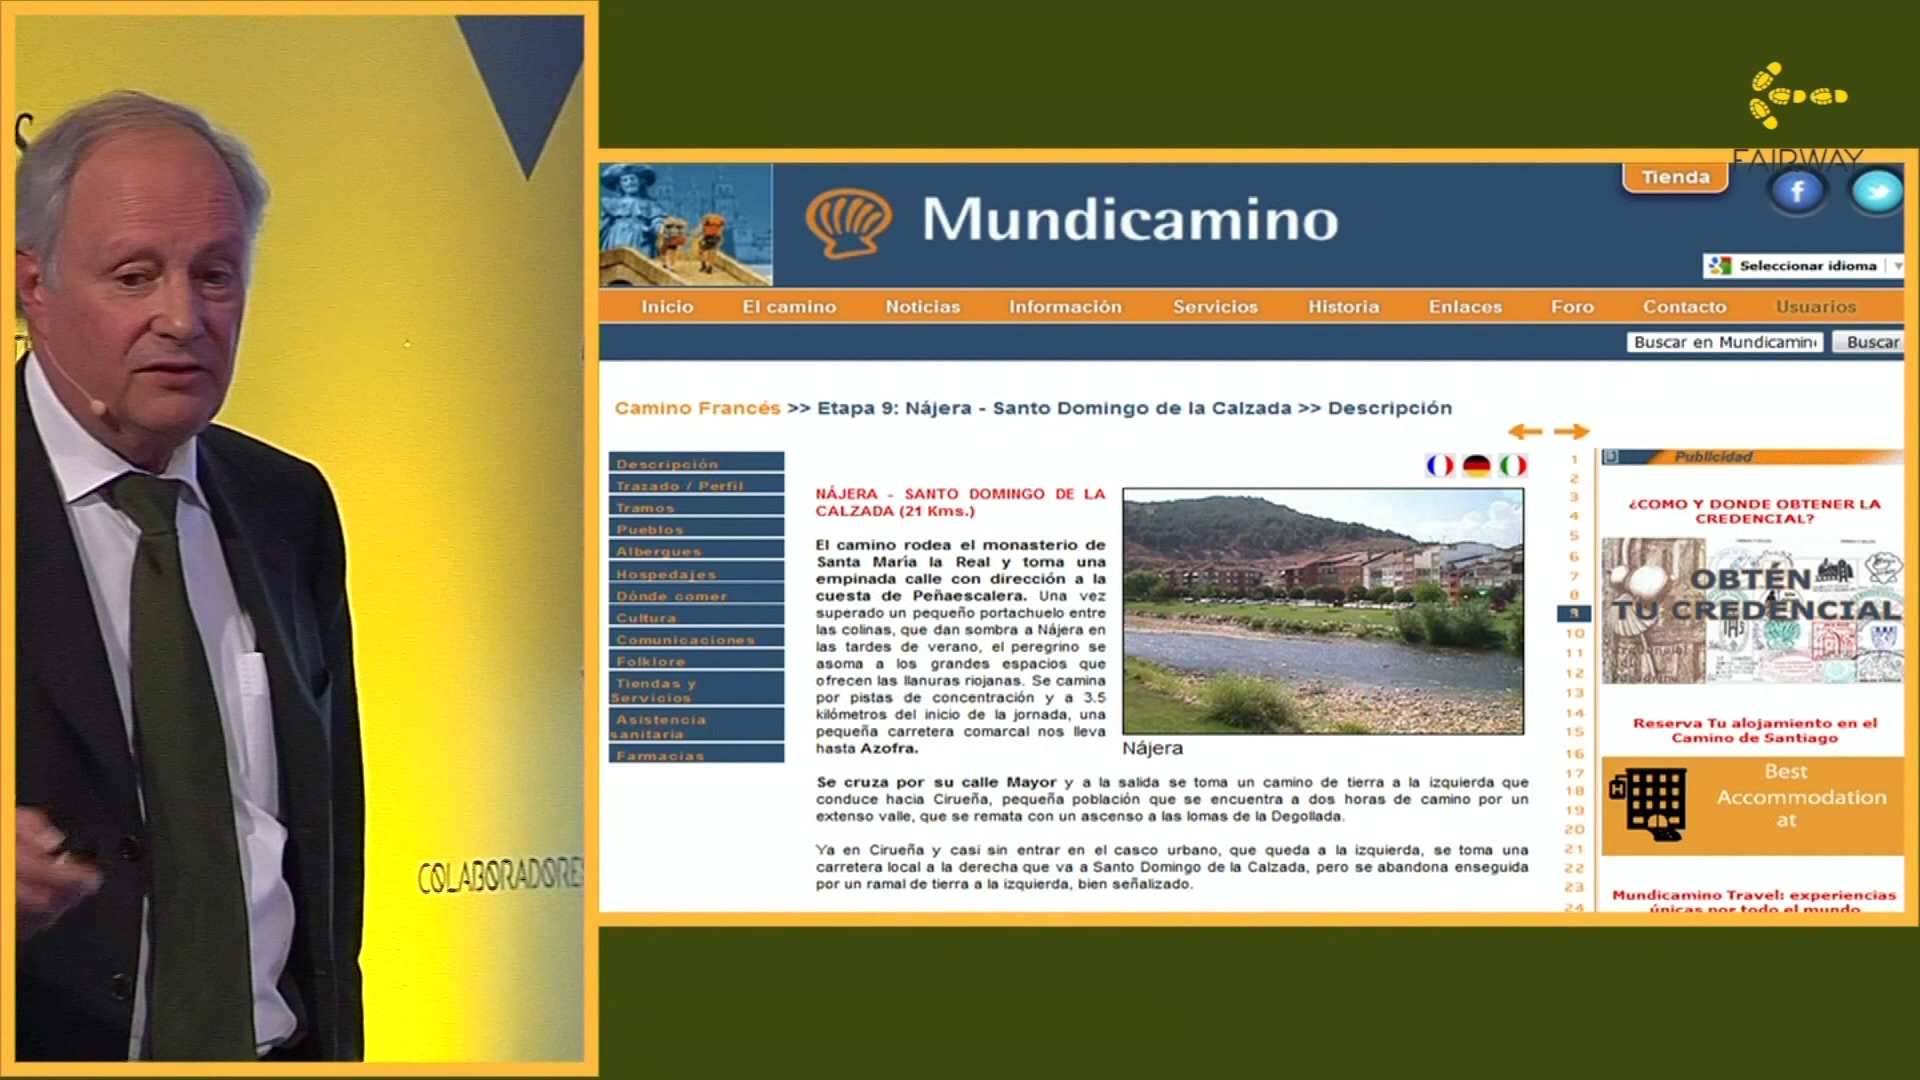 COLABORADORES
FAIRWAY
Tienda
Mundicamino
Seleccionar idioma
Inicio El camino Noticias Información Servicios Historia Enlaces Foro Contacto Usuarios
Buscar en Mundicamin Buscar
Camino Francés >> Etapa 9: Nájera - Santo Domingo de la Calzada >> Descripción
Descripción
Trazado / Perfil
Tramos
Pueblos
Albergues
Hospedajes
Dónde comer
Cultura
Comunicaciones
Folklore
Tiendas y
Servicios
Asistencia
sanitaria
Farmacias
NÁJERA - SANTO DOMINGO DE LA
CALZADA (21 Kms.)
El camino rodea el monasterio de
Santa María la Real y toma una
empinada calle con dirección a la
cuesta de Peñaescalera. Una vez
superado un pequeño portachuelo entre
las colinas, que dan sombra a Nájera en
las tardes de verano, el peregrino se
asoma a los grandes espacios que
ofrecen las llanuras riojanas. Se camina
por pistas de concentración y a 3.5
kilómetros del inicio de la jornada, una
pequeña carretera comarcal nos lleva
hasta Azofra.
Nájera
Se cruza por su calle Mayor y a la salida se toma un camino de tierra a la izquierda que
conduce hacia Cirueña, pequeña población que se encuentra a dos horas de camino por un
extenso valle, que se remata con un ascenso a las lomas de la Degollada.
Ya en Cirueña y casi sin entrar en el casco urbano, que queda a la izquierda, se toma una
carretera local a la derecha que va a Santo Domingo de la Calzada, pero se abandona enseguida
por un ramal de tierra a la izquierda, bien señalizado.
1
2
3
4
5
6
7
8
9
10
11
12
13
14
15
16
17
18
19
20
21
22
23
24
Publicidad
¿COMO Y DONDE OBTENER LA
CREDENCIAL?
OBTÉN
TU CREDENCIAL
Reserva Tu alojamiento en el
Camino de Santiago
H
Best
Accommodation
at
Mundicamino Travel: experiencias
únicas por todo el mundo